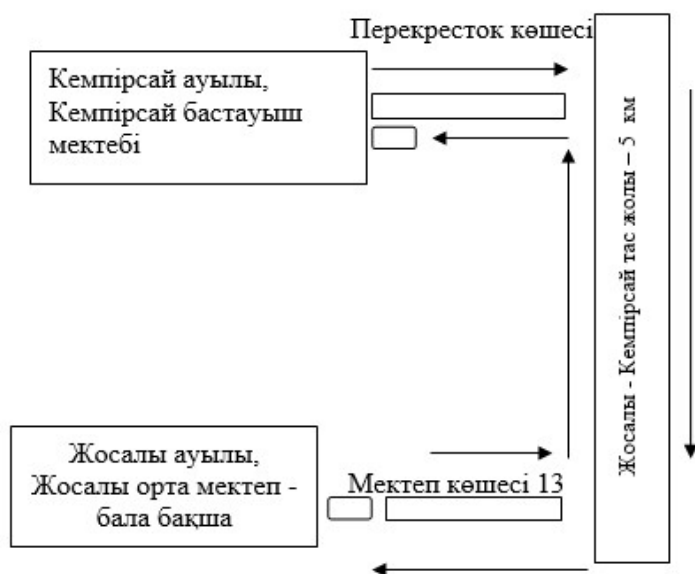 Перекресток көшесі
Кемпірсай ауылы,
Кемпірсай бастауыш
мектебі
Жосалы - Кемпірсай тас жолы – 5 км
Жосалы ауылы,
Жосалы орта мектеп -
бала бақша
Мектеп көшесі 13